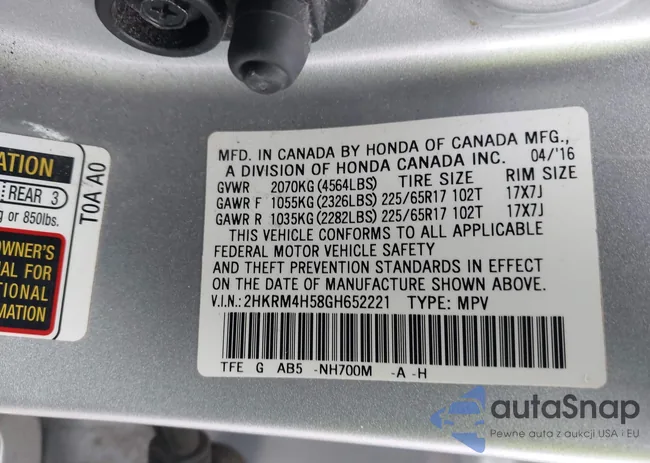 ATION
REAR 3
g or 850lbs.
OWNER'S
AL FOR
TIONAL
MATION
TOA A0
MFD. IN CANADA BY HONDA OF CANADA MFG.,
A DIVISION OF HONDA CANADA INC. 04/'16
GVWR 2070KG(4564LBS) TIRE SIZE RIM SIZE
GAWR F 1055KG(2326LBS)225/65R17 102T 17X7J
GAWR R 1035KG(2282LBS)225/65R17 102T 17X7J
THIS VEHICLE CONFORMS TO ALL APPLICABLE
FEDERAL MOTOR VEHICLE SAFETY
AND THEFT PREVENTION STANDARDS IN EFFECT
ON THE DATE OF MANUFACTURE SHOWN ABOVE.
V.I.N.: 2HKRM4H58GH652221 TYPE: MPV
TFE G AB5 -NH700M -A -H
autaSnap
Pewne auta z aukcji USA i EU